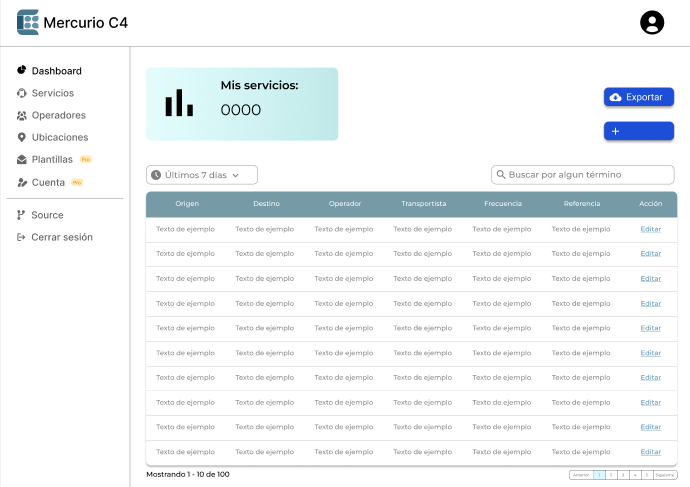 Mercurio C4
Dashboard
Servicios
Operadores
Ubicaciones
Plantillas Pro
Cuenta Pro
Source
Cerrar sesión
Mis servicios:
0000
Exportar
+
Últimos 7 días
Buscar por algun término
Origen Destino Operador Transportista Frecuencia Referencia Acción
Texto de ejemplo Texto de ejemplo Texto de ejemplo Texto de ejemplo Texto de ejemplo Texto de ejemplo Editar
Texto de ejemplo Texto de ejemplo Texto de ejemplo Texto de ejemplo Texto de ejemplo Texto de ejemplo Editar
Texto de ejemplo Texto de ejemplo Texto de ejemplo Texto de ejemplo Texto de ejemplo Texto de ejemplo Editar
Texto de ejemplo Texto de ejemplo Texto de ejemplo Texto de ejemplo Texto de ejemplo Texto de ejemplo Editar
Texto de ejemplo Texto de ejemplo Texto de ejemplo Texto de ejemplo Texto de ejemplo Texto de ejemplo Editar
Texto de ejemplo Texto de ejemplo Texto de ejemplo Texto de ejemplo Texto de ejemplo Texto de ejemplo Editar
Texto de ejemplo Texto de ejemplo Texto de ejemplo Texto de ejemplo Texto de ejemplo Texto de ejemplo Editar
Texto de ejemplo Texto de ejemplo Texto de ejemplo Texto de ejemplo Texto de ejemplo Texto de ejemplo Editar
Texto de ejemplo Texto de ejemplo Texto de ejemplo Texto de ejemplo Texto de ejemplo Texto de ejemplo Editar
Texto de ejemplo Texto de ejemplo Texto de ejemplo Texto de ejemplo Texto de ejemplo Texto de ejemplo Editar
Mostrando 1 - 10 de 100
Anterior 1 2 3 4 5 Siguiente